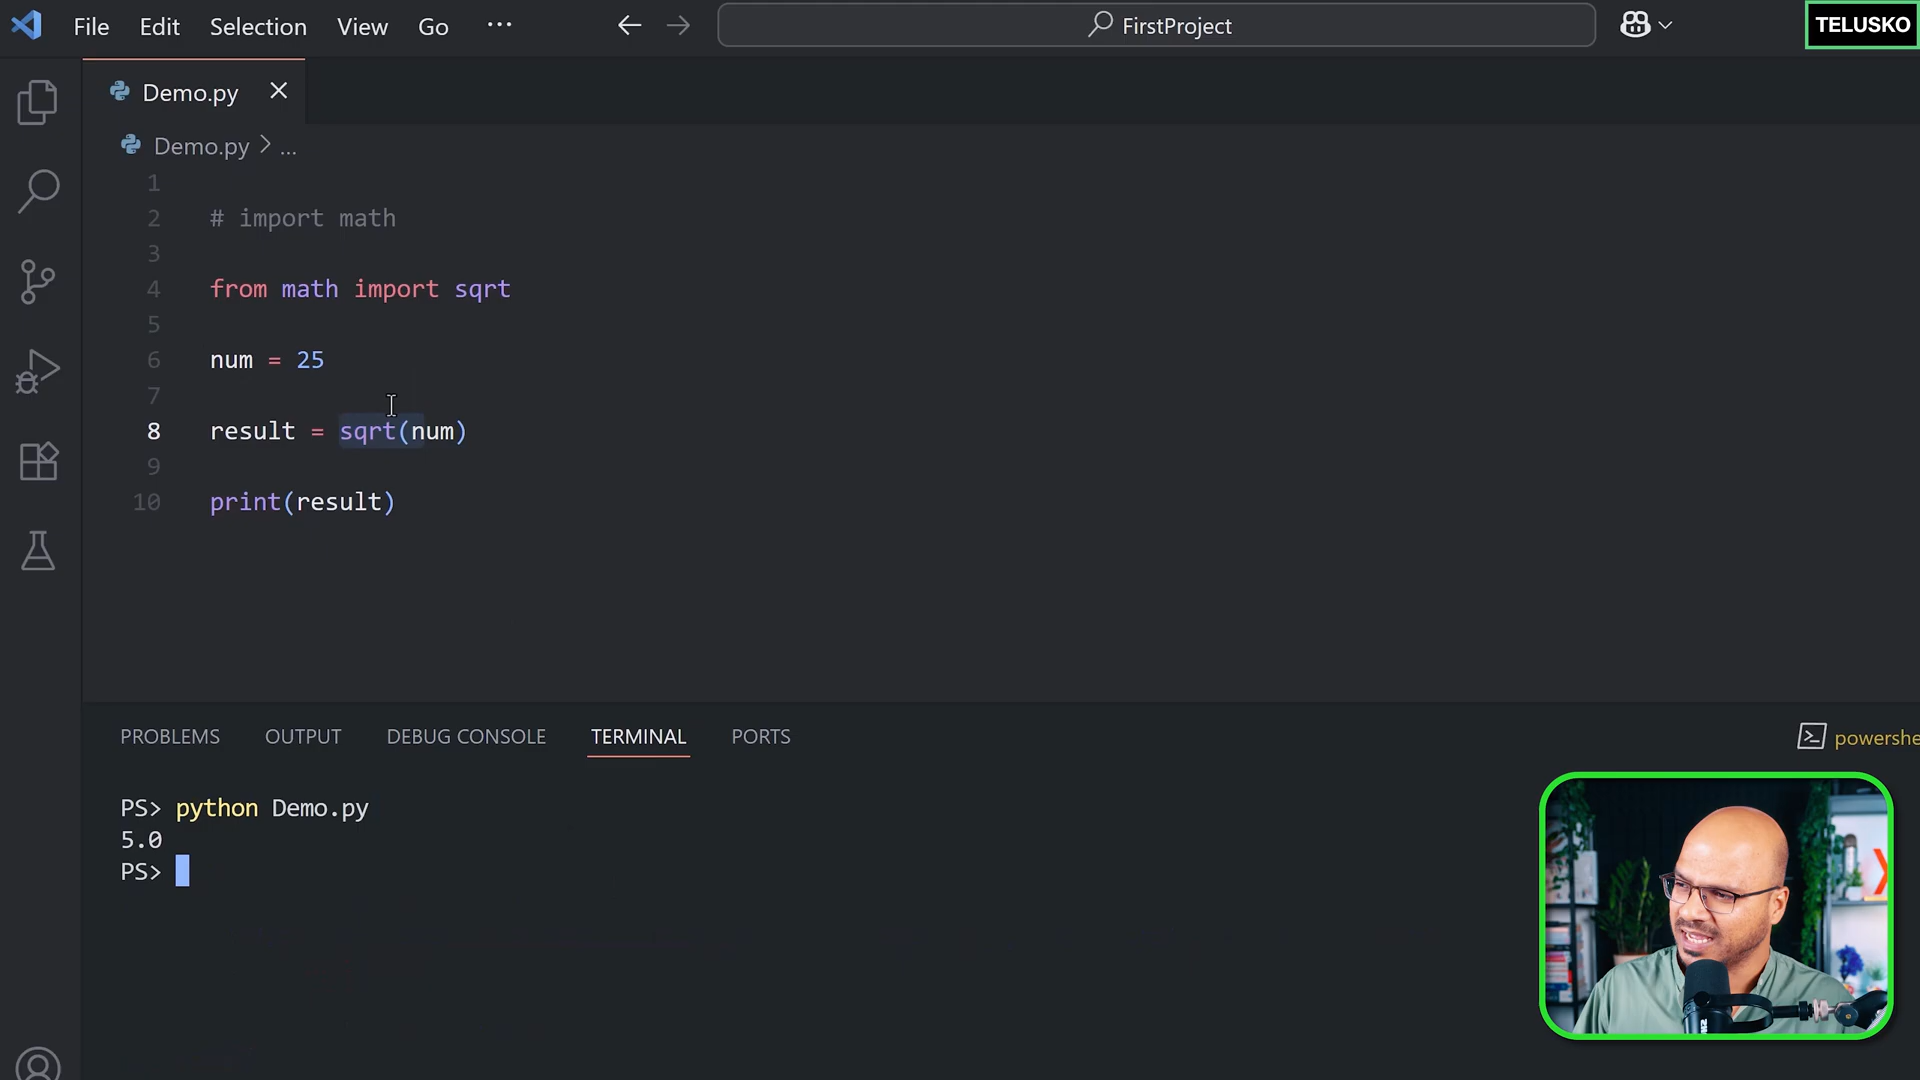 File Edit Selection View Go ...
FirstProject
TELUSKO
Demo.py
Demo.py > ...
1
2 # import math
3
4 from math import sqrt
5
6 num = 25
7
8 result = sqrt(num)
9
10 print(result)
PROBLEMS OUTPUT DEBUG CONSOLE TERMINAL PORTS
powershe
PS> python Demo.py
5.0
PS>